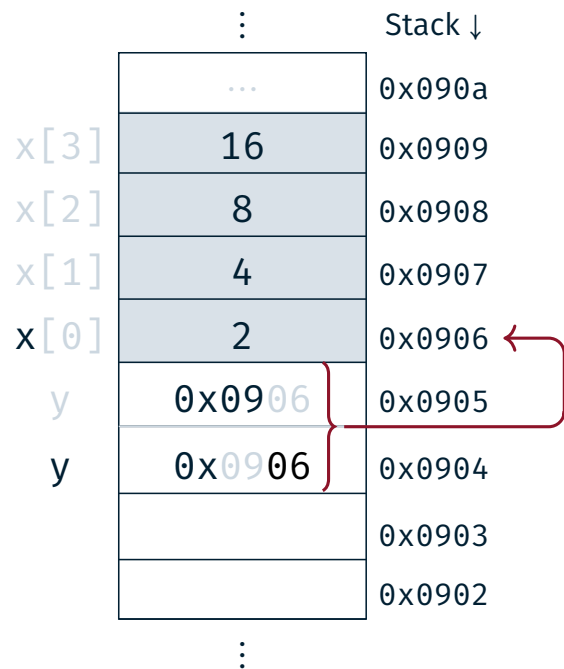 ⋮ Stack ↓
... 0x090a
x[3] 16 0x0909
x[2] 8 0x0908
x[1] 4 0x0907
x[0] 2 0x0906
y 0x0906 0x0905
y 0x0906 0x0904
0x0903
0x0902
⋮